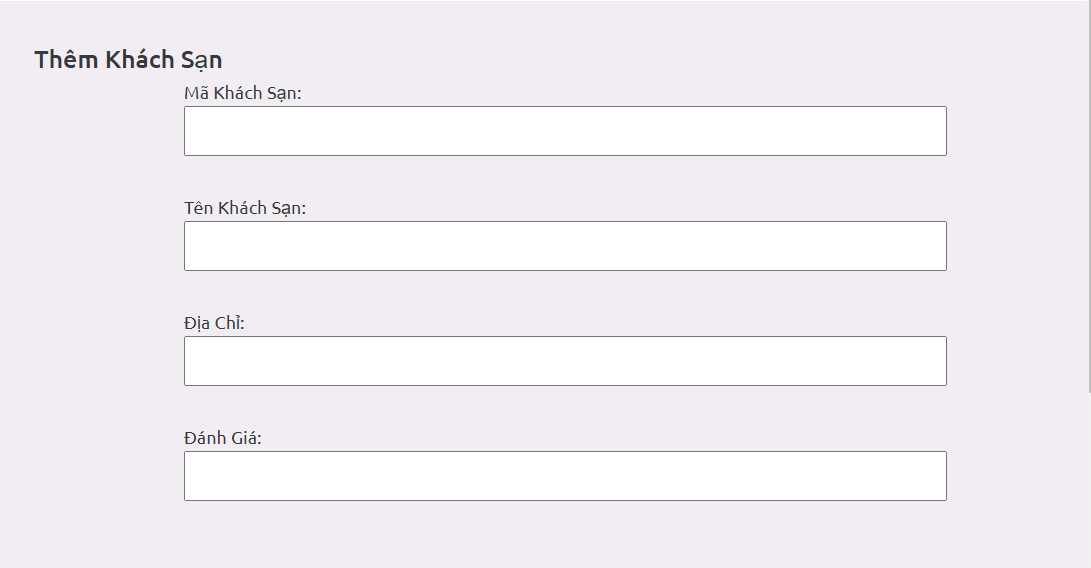 Thêm Khách Sạn
Mã Khách Sạn:
Tên Khách Sạn:
Địa Chỉ:
Đánh Giá: